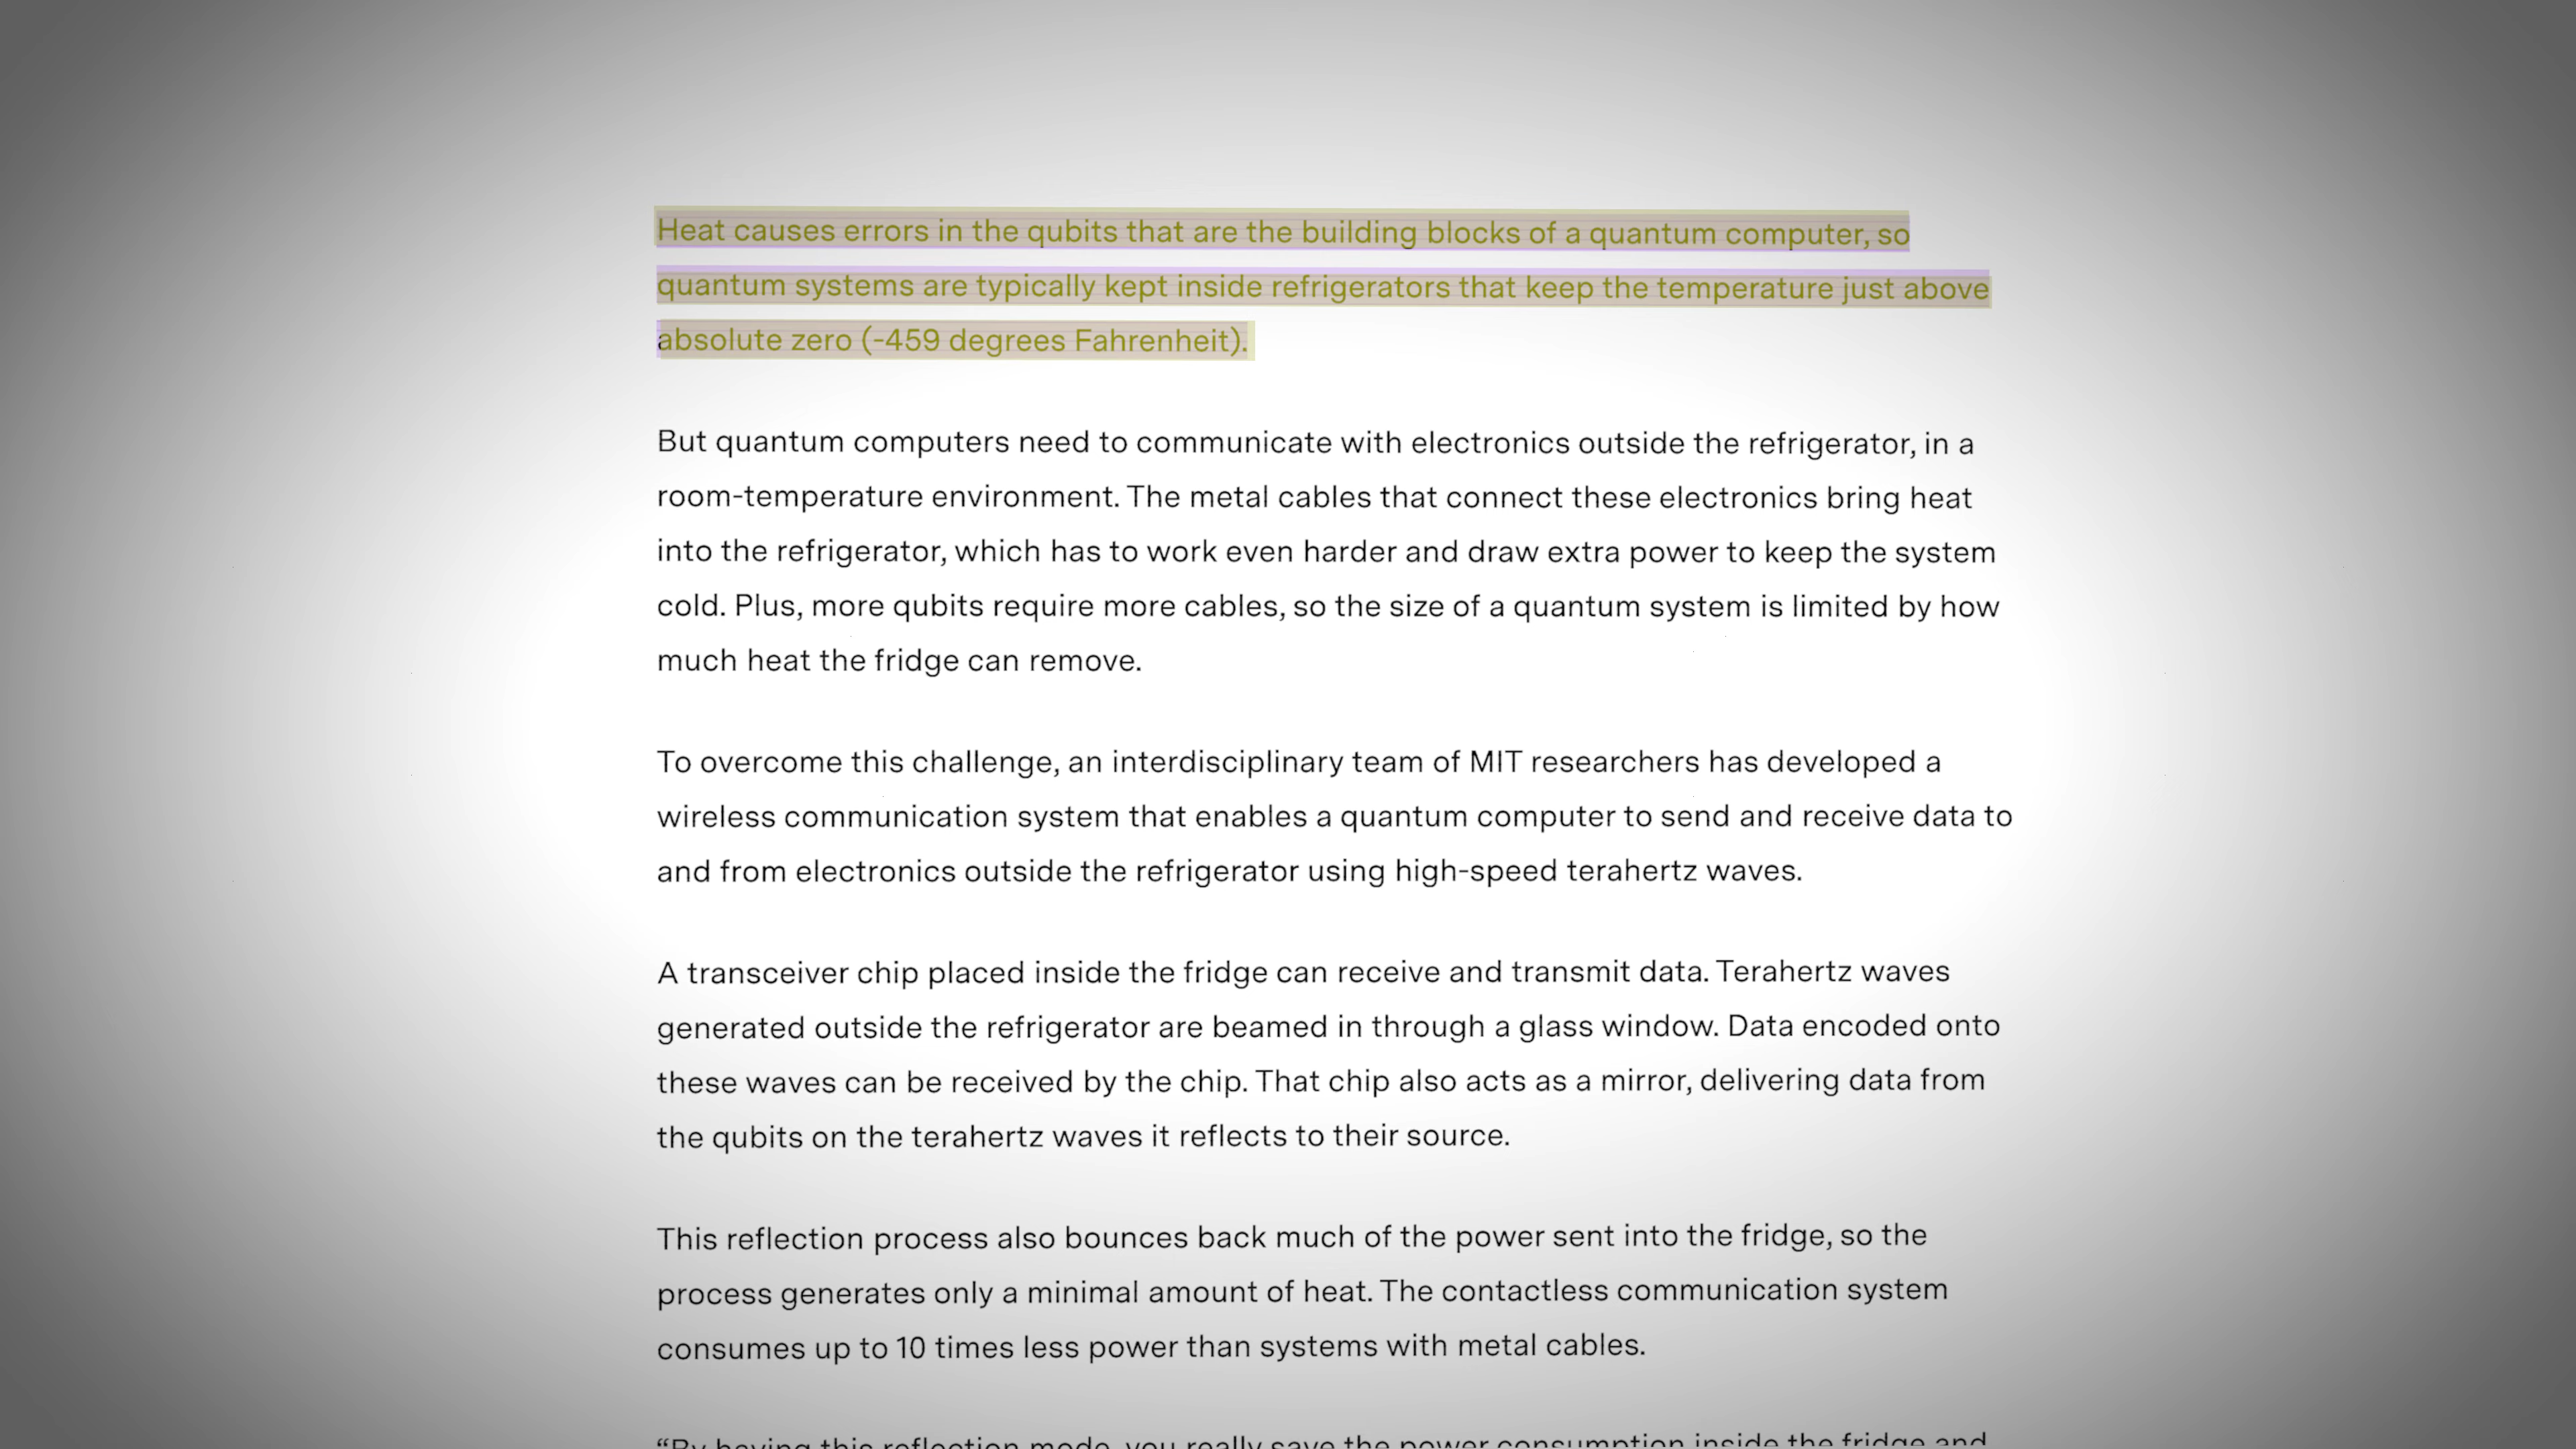 Heat causes errors in the qubits that are the building blocks of a quantum computer, so
quantum systems are typically kept inside refrigerators that keep the temperature just above
absolute zero (-459 degrees Fahrenheit).
But quantum computers need to communicate with electronics outside the refrigerator, in a
room-temperature environment. The metal cables that connect these electronics bring heat
into the refrigerator, which has to work even harder and draw extra power to keep the system
cold. Plus, more qubits require more cables, so the size of a quantum system is limited by how
much heat the fridge can remove.
To overcome this challenge, an interdisciplinary team of MIT researchers has developed a
wireless communication system that enables a quantum computer to send and receive data to
and from electronics outside the refrigerator using high-speed terahertz waves.
A transceiver chip placed inside the fridge can receive and transmit data. Terahertz waves
generated outside the refrigerator are beamed in through a glass window. Data encoded onto
these waves can be received by the chip. That chip also acts as a mirror, delivering data from
the qubits on the terahertz waves it reflects to their source.
This reflection process also bounces back much of the power sent into the fridge, so the
process generates only a minimal amount of heat. The contactless communication system
consumes up to 10 times less power than systems with metal cables.
“By having this reflection mode, you really save the power consumption inside the fridge and